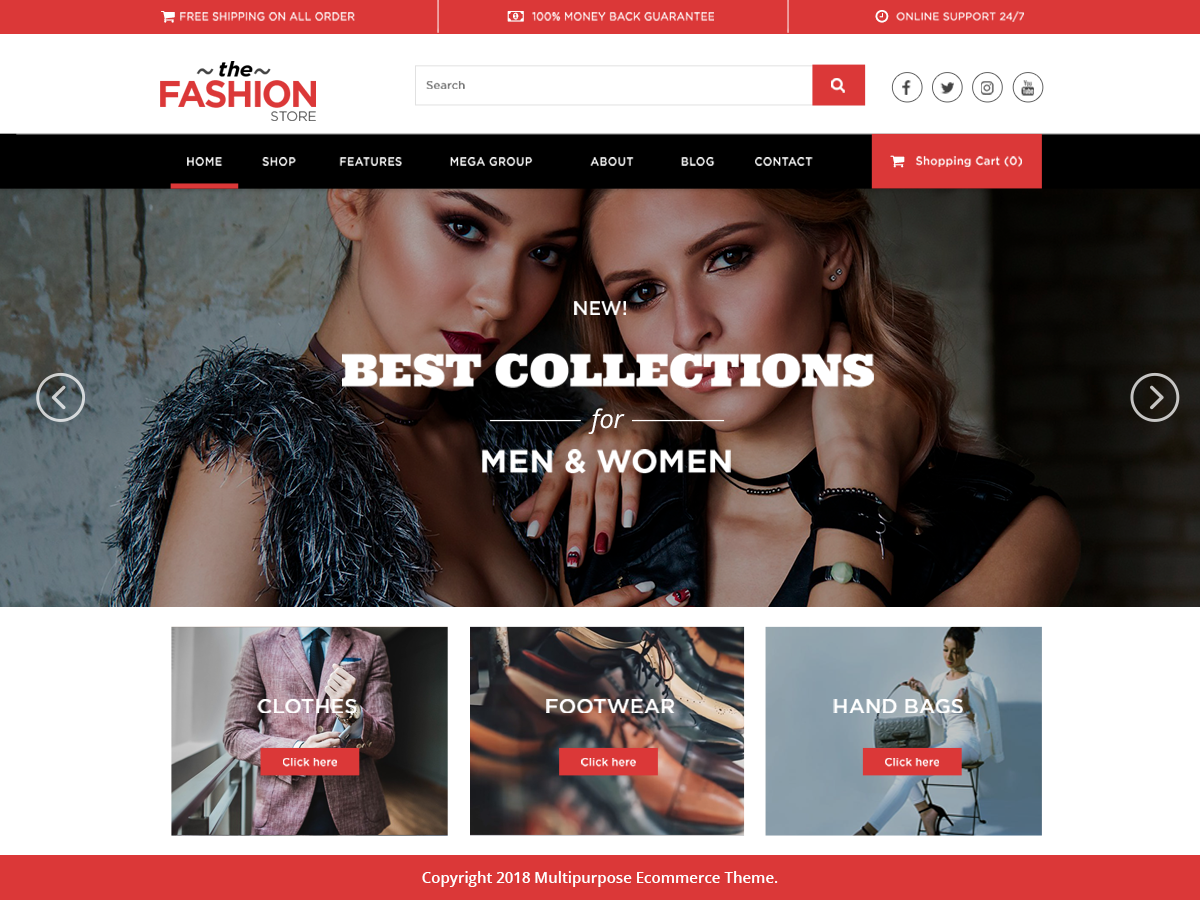 FREE SHIPPING ON ALL ORDER
100% MONEY BACK GUARANTEE
ONLINE SUPPORT 24/7
~the~
FASHION
STORE
Search
You
Tube
HOME
SHOP
FEATURES
MEGA GROUP
ABOUT
BLOG
CONTACT
Shopping Cart (0)
NEW!
BEST COLLECTIONS
for
MEN & WOMEN
CLOTHES
FOOTWEAR
HAND BAGS
Click here
Click here
Click here
Copyright 2018 Multipurpose Ecommerce Theme.